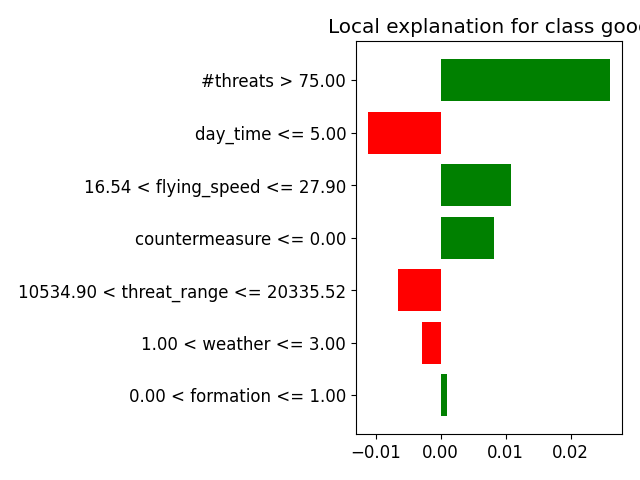 Local explanation for class goo
#threats > 75.00
day_time <= 5.00
16.54 < flying_speed <= 27.90
countermeasure <= 0.00
10534.90 < threat_range <= 20335.52
1.00 < weather <= 3.00
0.00 < formation <= 1.00
−0.01 0.00 0.01 0.02